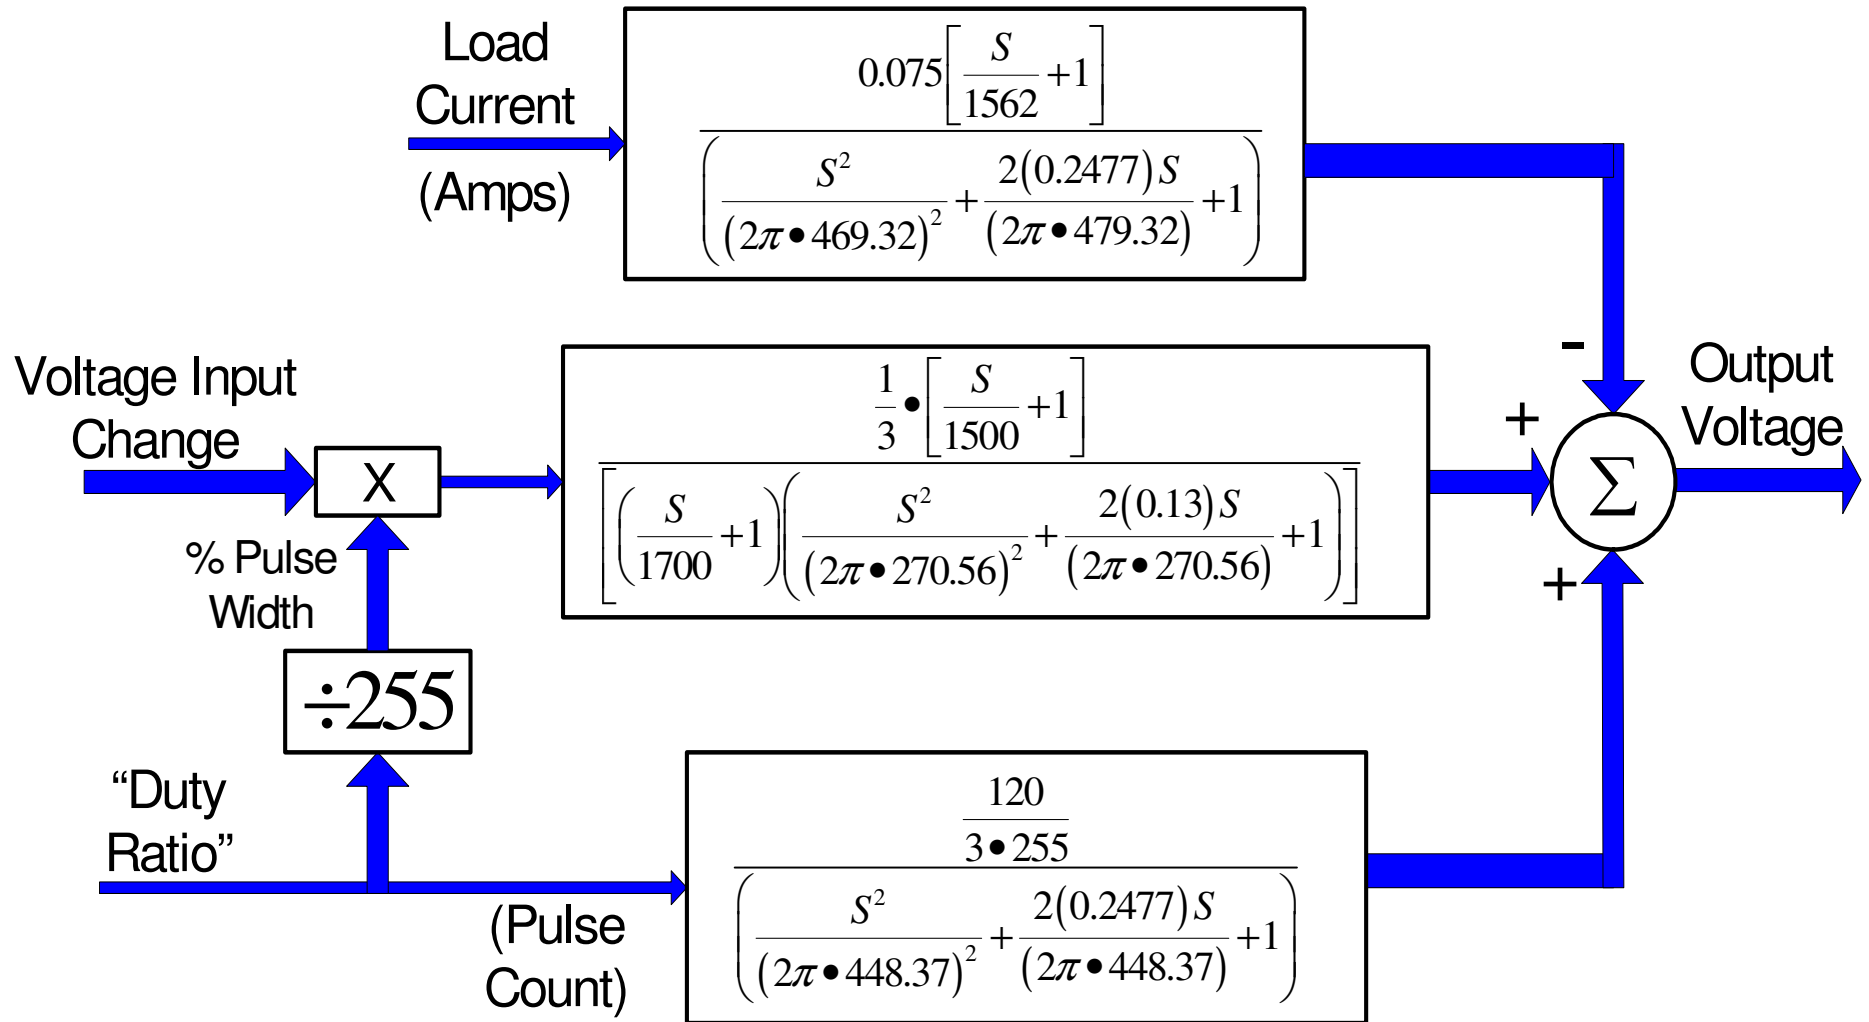 Load
Current
(Amps)
0.075[S/1562 + 1]
(S²/(2π•469.32)² + 2(0.2477)S/(2π•479.32) + 1)
-
Voltage Input
Change
X
1/3 • [S/1500 + 1]
[(S/1700 + 1)(S²/(2π•270.56)² + 2(0.13)S/(2π•270.56) + 1)]
+
Σ
Output
Voltage
% Pulse
Width
+
÷255
“Duty
Ratio”
(Pulse
Count)
120/3•255
(S²/(2π•448.37)² + 2(0.2477)S/(2π•448.37) + 1)